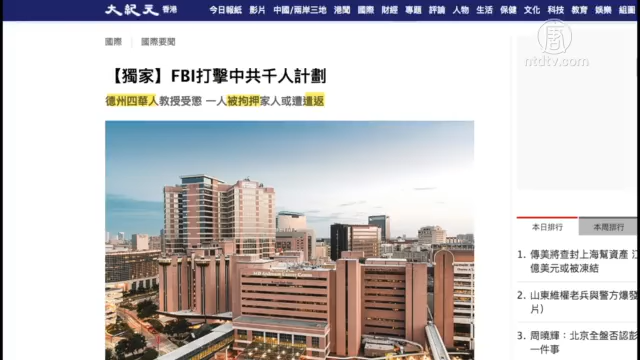 大紀元 香港
今日報紙 影片 中國/兩岸三地 港聞 國際 財經 專題 評論 人物 生活 保健 文化 科技 教育 娛樂 組圖
ntdtv.com
國際 國際要聞
【獨家】FBI打擊中共千人計劃
德州四華人教授受懲 一人被拘押家人或遭遣返
本日排行 本周排行
1. 傳美將查封上海幫資產 江
億美元或被凍結
2. 山東維權老兵與警方爆發
片）
3. 周曉輝：北京全盤否認彭
一件事